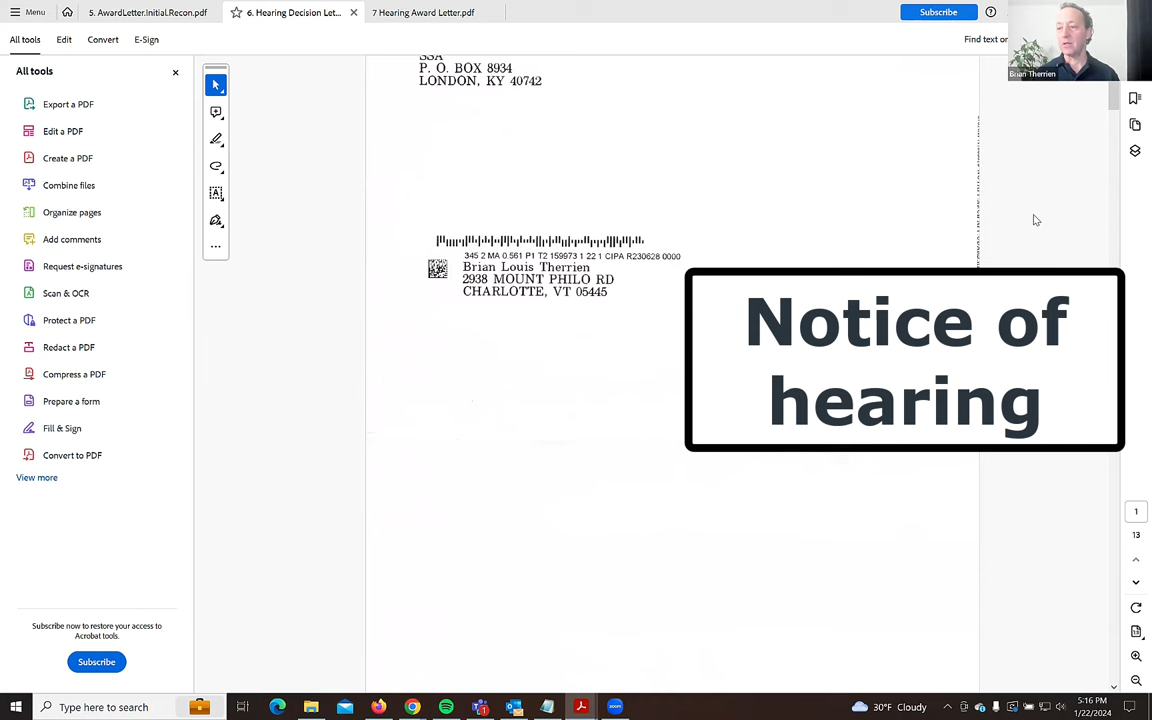 Menu
5. AwardLetter.Initial.Recon.pdf
6. Hearing Decision Let...
7 Hearing Award Letter.pdf
Subscribe
All tools
Edit
Convert
E-Sign
Find text or
Brian Therrien
All tools
Export a PDF
Edit a PDF
Create a PDF
Combine files
Organize pages
Add comments
Request e-signatures
Scan & OCR
Protect a PDF
Redact a PDF
Compress a PDF
Prepare a form
Fill & Sign
Convert to PDF
View more
Subscribe now to restore your access to
Acrobat tools.
Subscribe
SSA
P. O. BOX 8934
LONDON, KY 40742
345 2 MA 0.561 P1 T2 159973 1 22 1 CIPA R230628 0000
Brian Louis Therrien
2938 MOUNT PHILO RD
CHARLOTTE, VT 05445
Notice of
hearing
1
13
Type here to search
30°F Cloudy
5:16 PM
1/22/2024